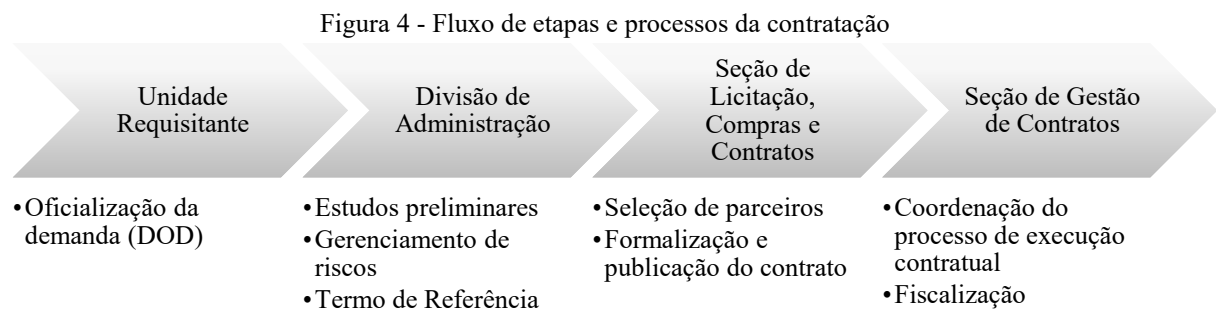 Figura 4 - Fluxo de etapas e processos da contratação
Unidade
Requisitante
Divisão de
Administração
Seção de
Licitação,
Compras e
Contratos
Seção de Gestão
de Contratos
•Oficialização da
demanda (DOD)
•Estudos preliminares
•Gerenciamento de
riscos
•Termo de Referência
•Seleção de parceiros
•Formalização e
publicação do contrato
•Coordenação do
processo de execução
contratual
•Fiscalização